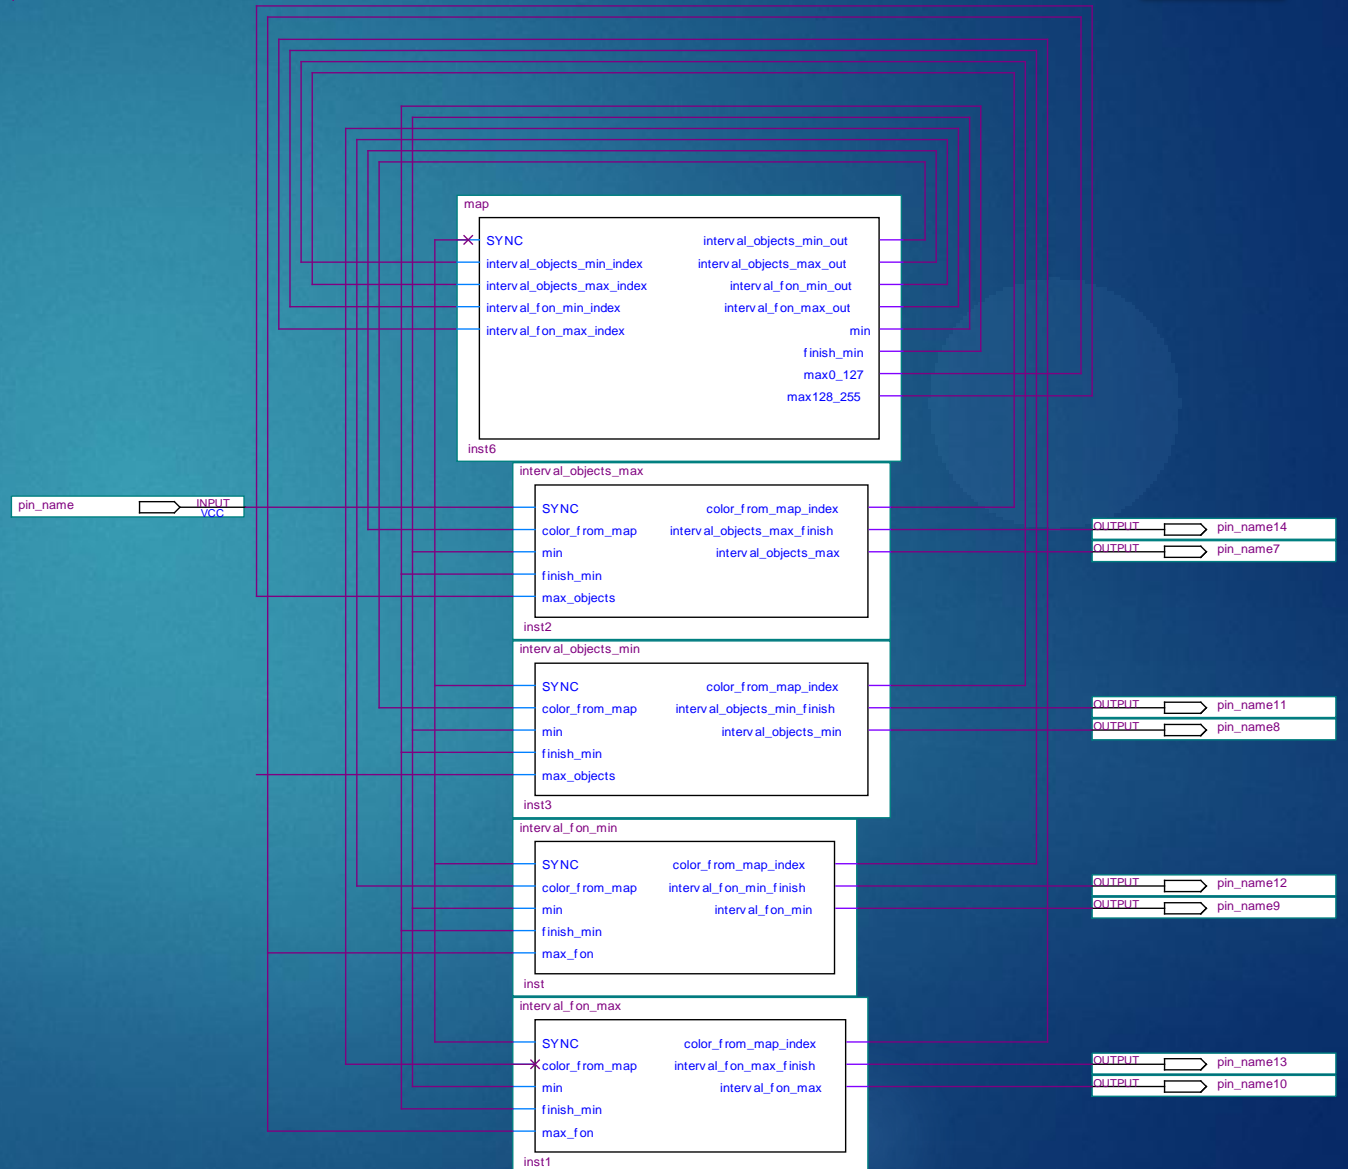 map
SYNC interval_objects_min_out
interval_objects_min_index interval_objects_max_out
interval_objects_max_index interval_fon_min_out
interval_fon_min_index interval_fon_max_out
interval_fon_max_index min
finish_min
max0_127
max128_255
inst6
interval_objects_max
pin_name INPUT
VCC
SYNC color_from_map_index
color_from_map interval_objects_max_finish OUTPUT pin_name14
min interval_objects_max OUTPUT pin_name7
finish_min
max_objects
inst2
interval_objects_min
SYNC color_from_map_index
color_from_map interval_objects_min_finish OUTPUT pin_name11
min interval_objects_min OUTPUT pin_name8
finish_min
max_objects
inst3
interval_fon_min
SYNC color_from_map_index
color_from_map interval_fon_min_finish OUTPUT pin_name12
min interval_fon_min OUTPUT pin_name9
finish_min
max_fon
inst
interval_fon_max
SYNC color_from_map_index
color_from_map interval_fon_max_finish OUTPUT pin_name13
min interval_fon_max OUTPUT pin_name10
finish_min
max_fon
inst1